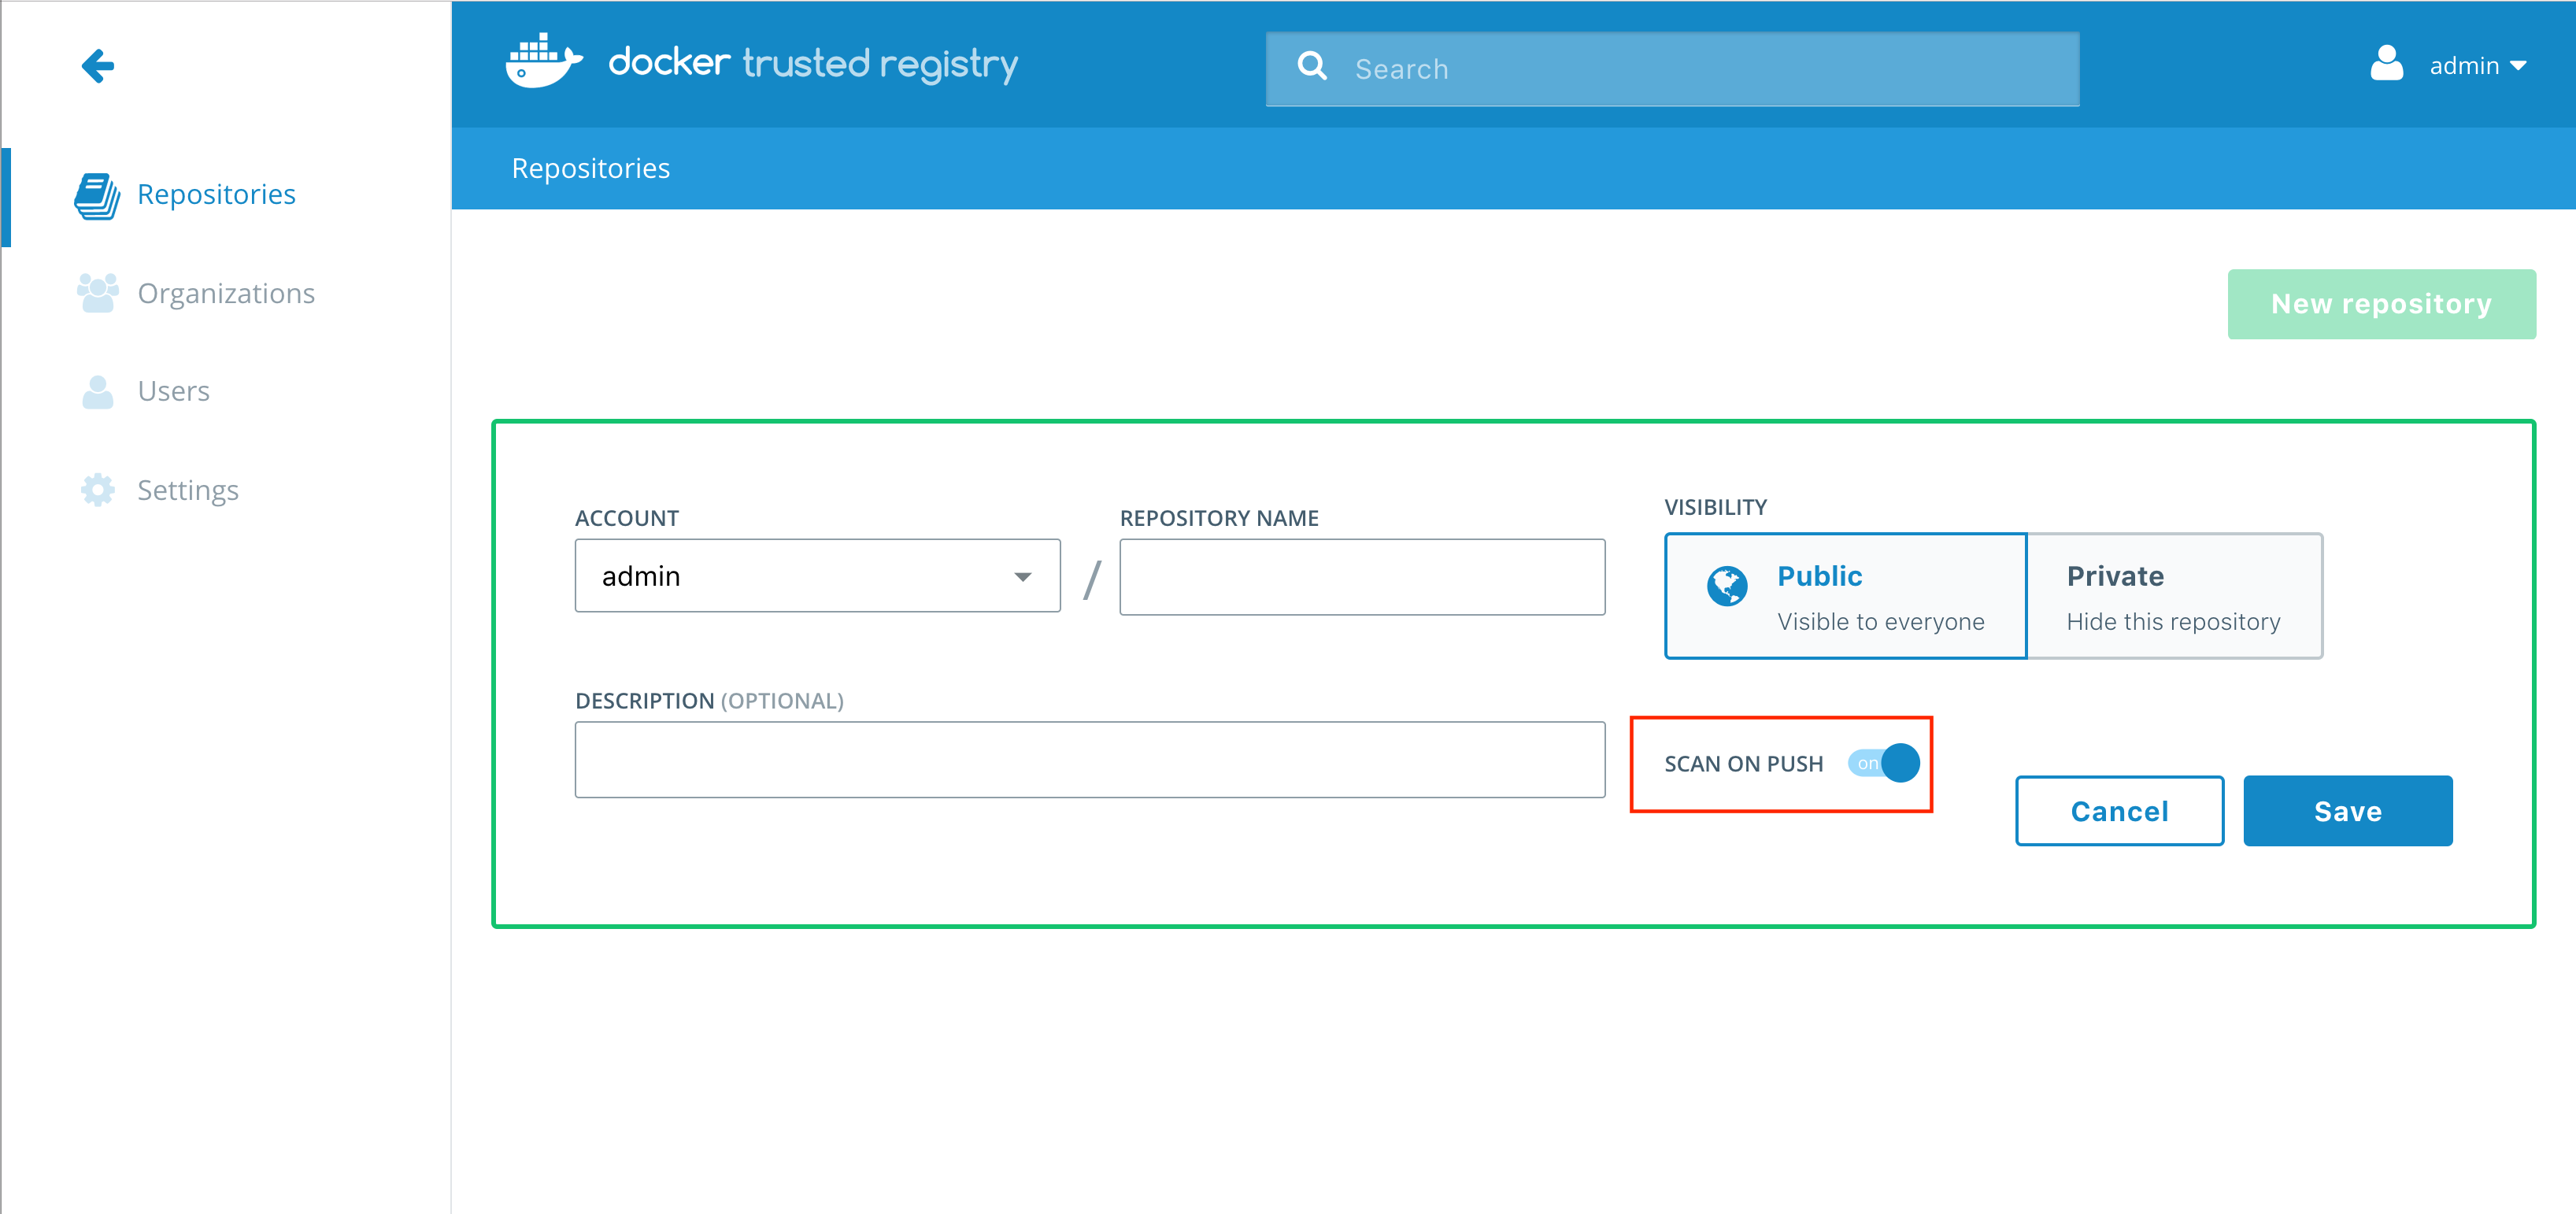 docker trusted registry
Search
admin
Repositories
Repositories
Organizations
Users
Settings
New repository
ACCOUNT
admin
/
REPOSITORY NAME
VISIBILITY
Public
Visible to everyone
Private
Hide this repository
DESCRIPTION (OPTIONAL)
SCAN ON PUSH
on
Cancel
Save